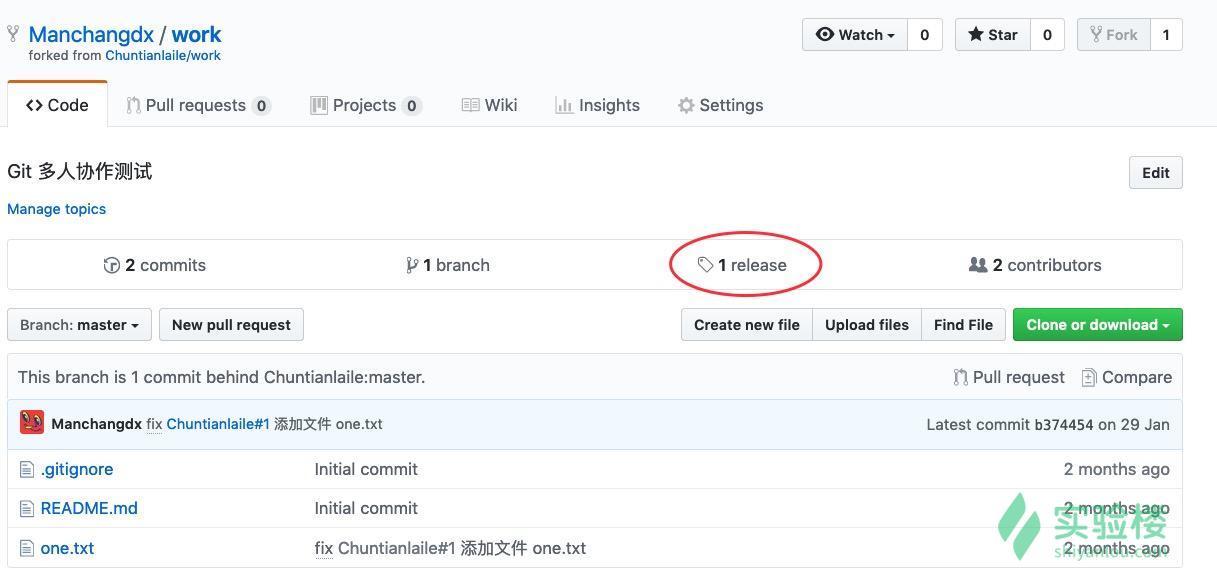 Manchangdx / work
forked from Chuntianlaile/work
Watch 0 Star 0 Fork 1
Code Pull requests 0 Projects 0 Wiki Insights Settings
Git 多人协作测试
Edit
Manage topics
2 commits 1 branch 1 release 2 contributors
Branch: master New pull request Create new file Upload files Find File Clone or download
This branch is 1 commit behind Chuntianlaile:master. Pull request Compare
Manchangdx fix Chuntianlaile#1 添加文件 one.txt Latest commit b374454 on 29 Jan
.gitignore Initial commit 2 months ago
README.md Initial commit 2 months ago
one.txt fix Chuntianlaile#1 添加文件 one.txt 2 months ago
实验楼
shiyanlou.com